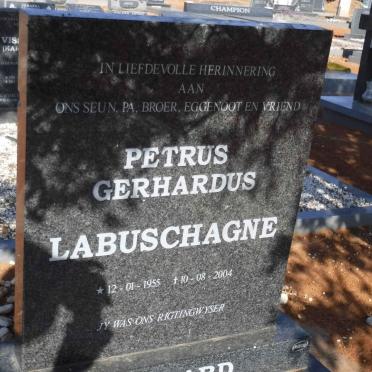 CHAMPION
IN LIEFDEVOLLE HERINNERING
AAN
ONS SEUN, PA, BROER, EGGENOOT EN VRIEND
PETRUS
GERHARDUS
LABUSCHAGNE
★ 12-01-1955 †10-08-2004
JY WAS ONS RIGTINGWYSER